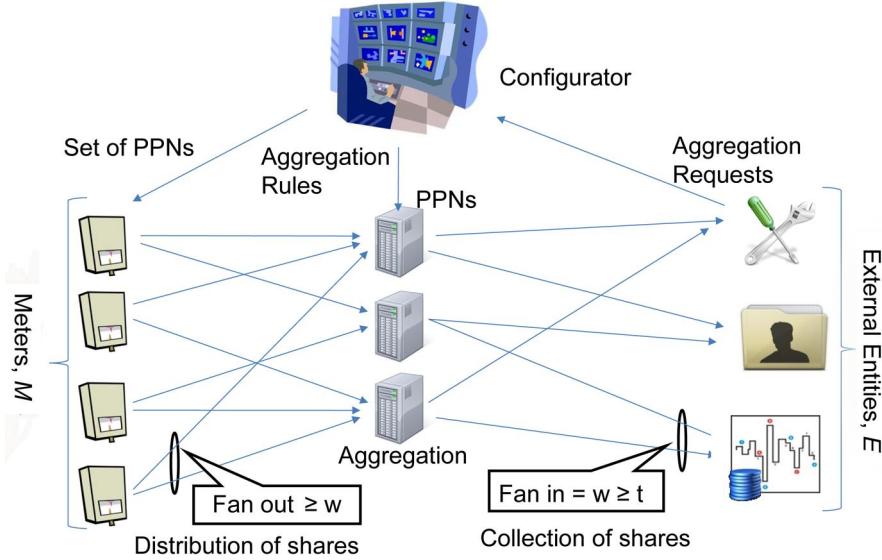 Configurator
Set of PPNs
Aggregation
Rules
Aggregation
Requests
PPNs
Meters, M
External Entities, E
Aggregation
Fan out ≥ w
Fan in = w ≥ t
Distribution of shares
Collection of shares